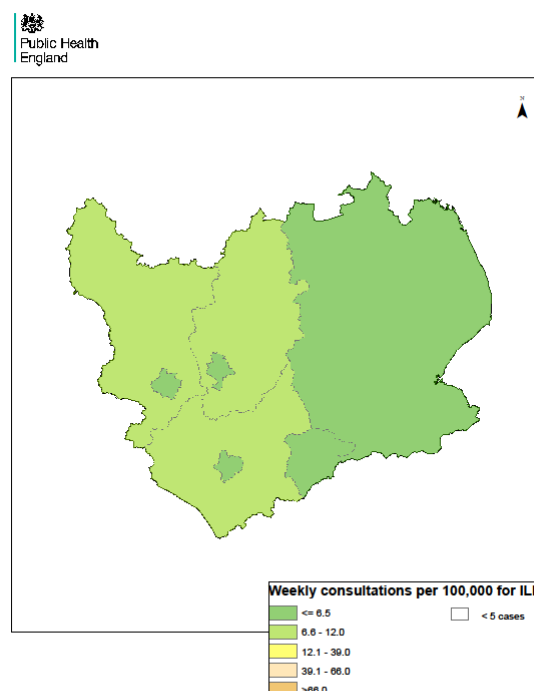 Public Health
England
N
Weekly consultations per 100,000 for ILI
<= 6.5
< 5 cases
6.6 - 12.0
12.1 - 39.0
39.1 - 66.0
>66.0